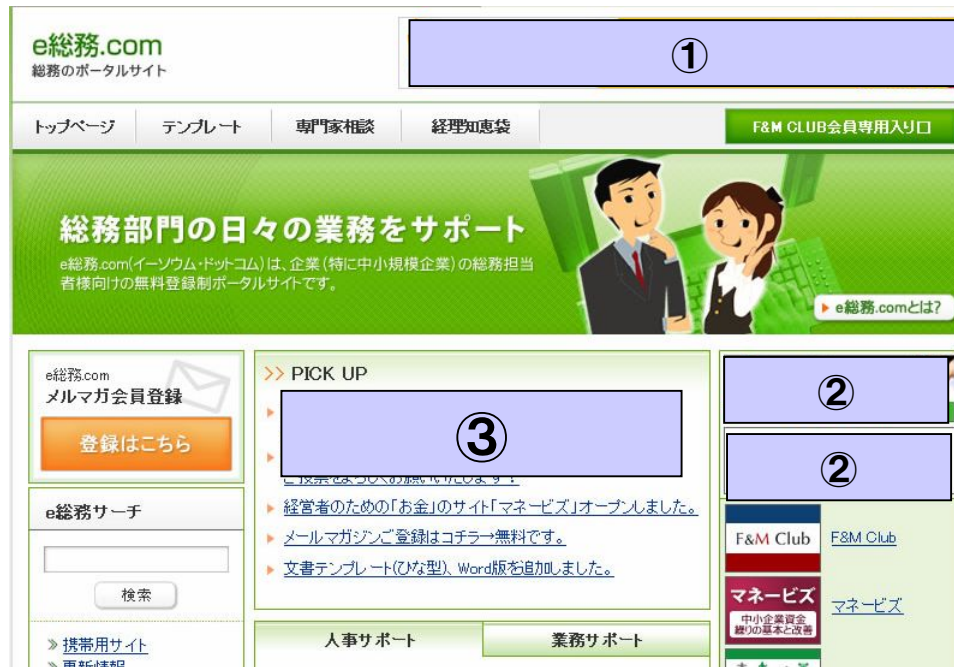 e総務.com
総務のポータルサイト
①
トップページ
テンプレート
専門家相談
経理知恵袋
F&M CLUB会員専用入り口
総務部門の日々の業務をサポート
e総務.com(イーソウム・ドットコム)は、企業(特に中小規模企業)の総務担当
者様向けの無料登録制ポータルサイトです。
e総務.comとは?
e総務.com
メルマガ会員登録
登録はこちら
e総務サーチ
検索
» 携帯用サイト
» 更新情報
>> PICK UP
③
経営者のための「お金」のサイト「マネービズ」オープンしました。
メールマガジンご登録はコチラ→無料です。
文書テンプレート(ひな型)、Word版を追加しました。
人事サポート
業務サポート
②
②
F&M Club
F&M Club
マネービズ
中小企業資金
繰りの基本と改善
マネービズ